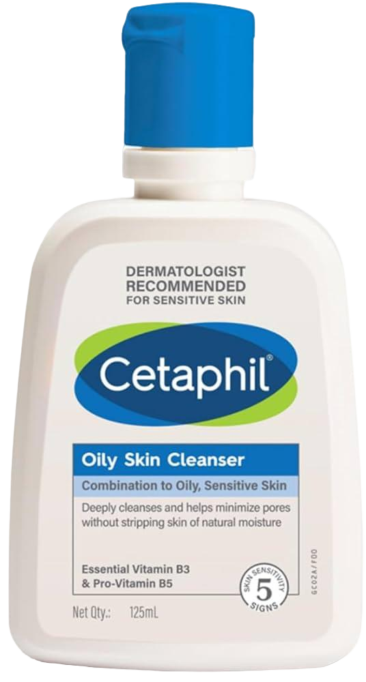 DERMATOLOGIST
RECOMMENDED
FOR SENSITIVE SKIN
Cetaphil®
Oily Skin Cleanser
Combination to Oily, Sensitive Skin
Deeply cleanses and helps minimize pores
without stripping skin of natural moisture
Essential Vitamin B3
& Pro-Vitamin B5
SKIN SENSITIVITY
5
SIGNS
Net Qty.: 125mL
GC02A/F00